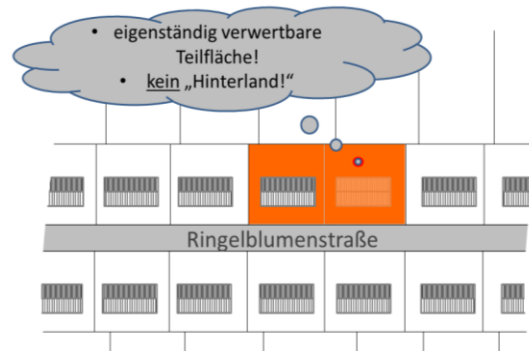 • eigenständig verwertbare
Teilfläche!
• kein „Hinterland!“
Ringelblumenstraße